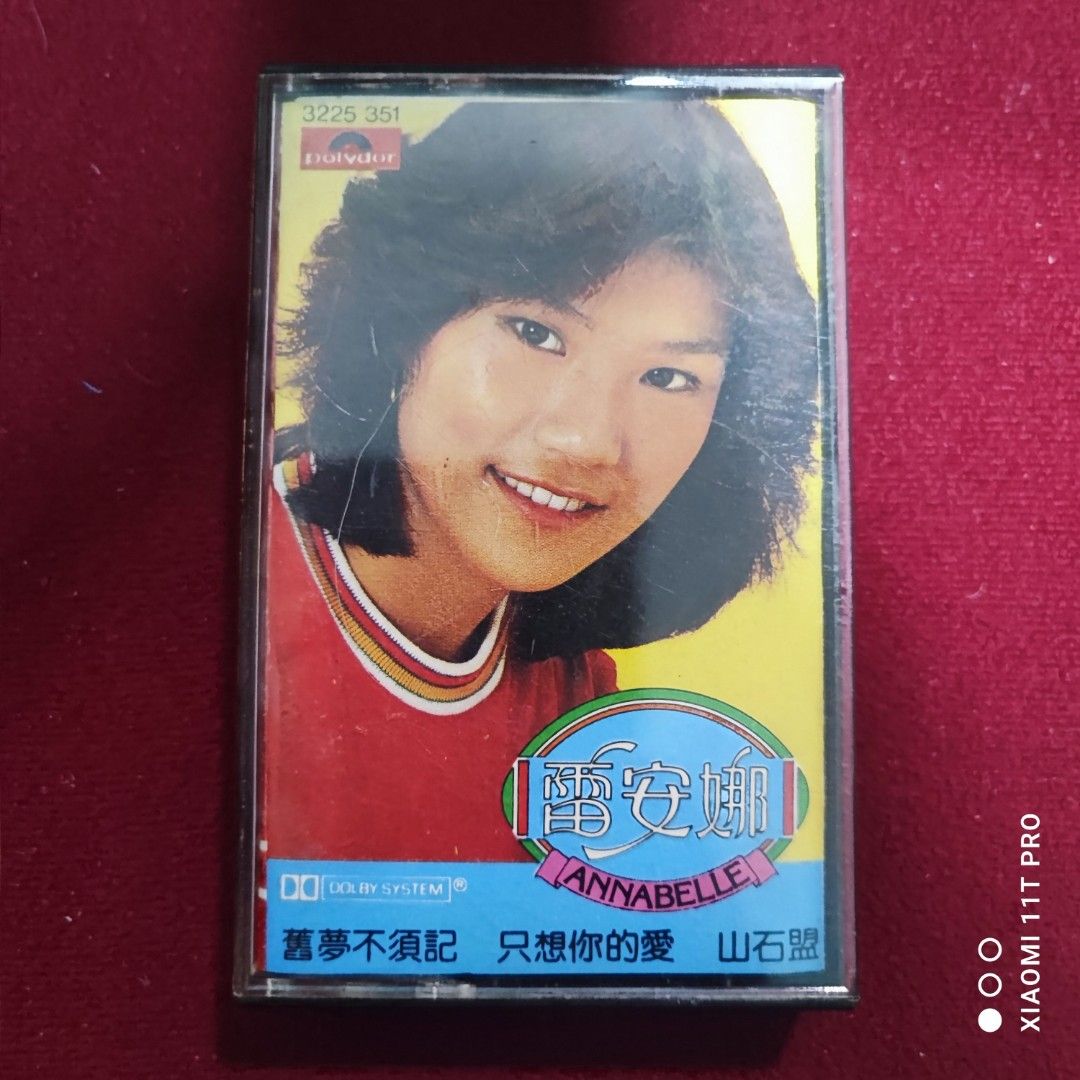 3225 351
polydor
雷安娜
ANNABELLE
DOLBY SYSTEM®
舊夢不須記 只想你的愛 山石盟
XIAOMI 11T PRO